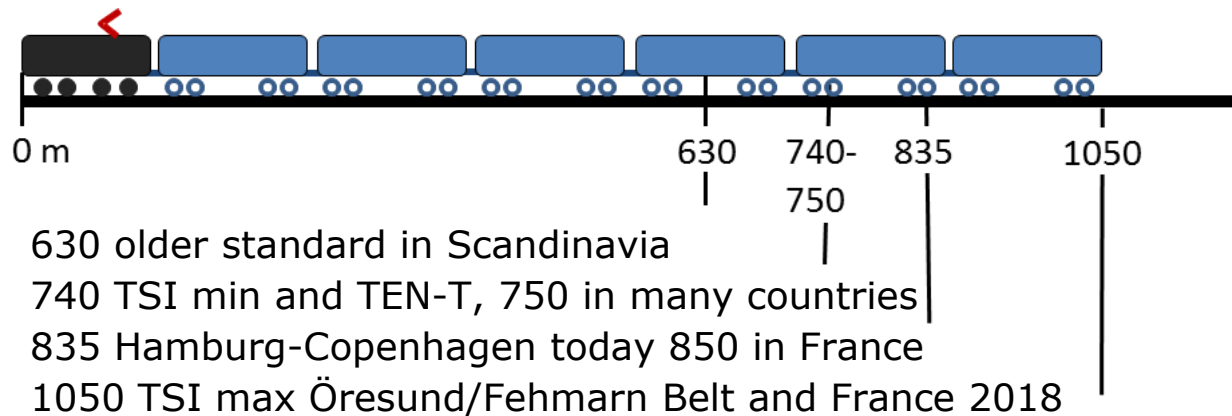 0 m
630
740-
750
835
1050
630 older standard in Scandinavia
740 TSI min and TEN-T, 750 in many countries
835 Hamburg-Copenhagen today 850 in France
1050 TSI max Öresund/Fehmarn Belt and France 2018